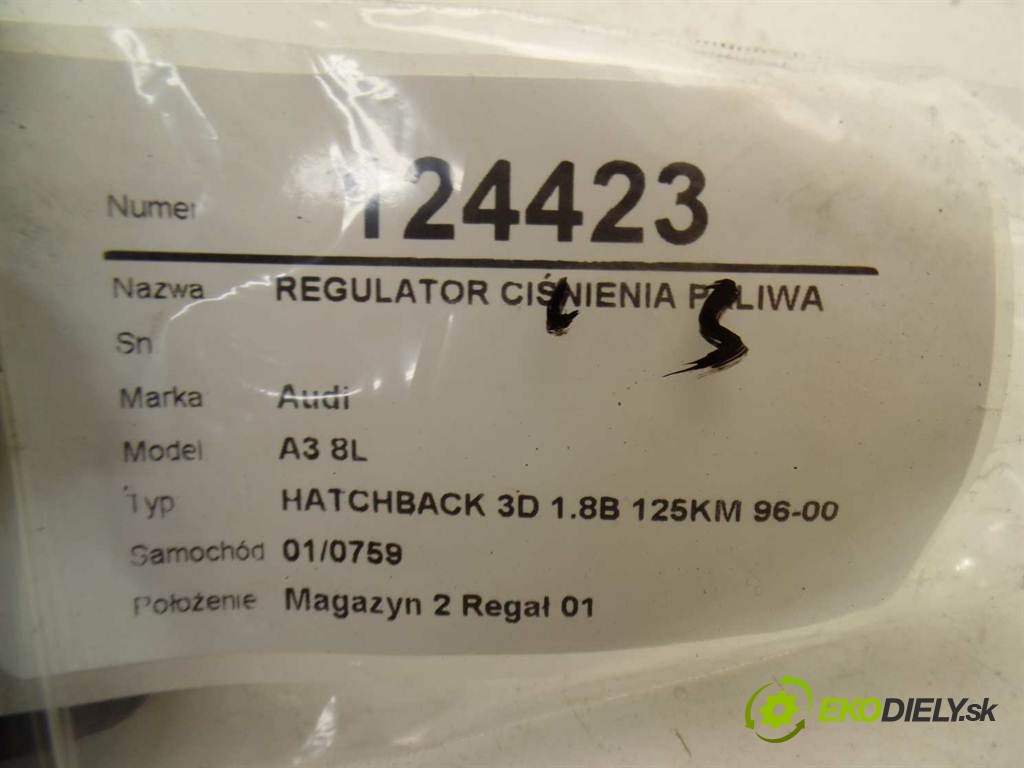 Numer 124423
Nazwa REGULATOR CIŚNIENIA PALIWA
Sn
Marka Audi
Model A3 8L
Typ HATCHBACK 3D 1.8B 125KM 96-00
Samochód 01/0759
Położenie Magazyn 2 Regał 01
EKODIELY.sk